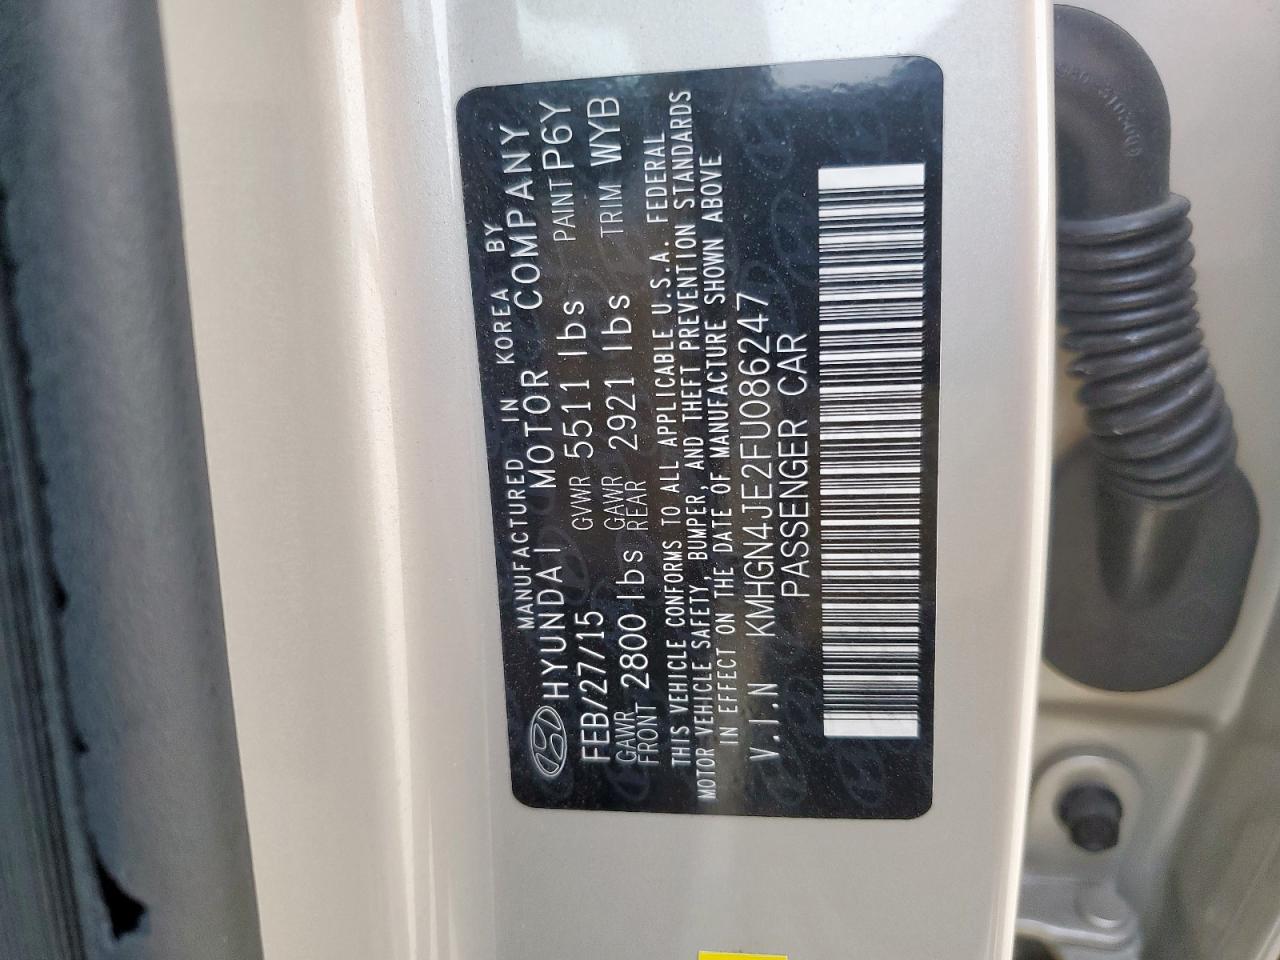 MANUFACTURED IN KOREA BY
HYUNDAI MOTOR COMPANY
FEB/27/15 GVWR 5511 lbs PAINT P6Y
GAWR FRONT 2800 lbs GAWR REAR 2921 lbs TRIM WYB
THIS VEHICLE CONFORMS TO ALL APPLICABLE U.S.A. FEDERAL
MOTOR VEHICLE SAFETY, BUMPER, AND THEFT PREVENTION STANDARDS
IN EFFECT ON THE DATE OF MANUFACTURE SHOWN ABOVE
V.I.N KMHGN4JE2FU086247
PASSENGER CAR